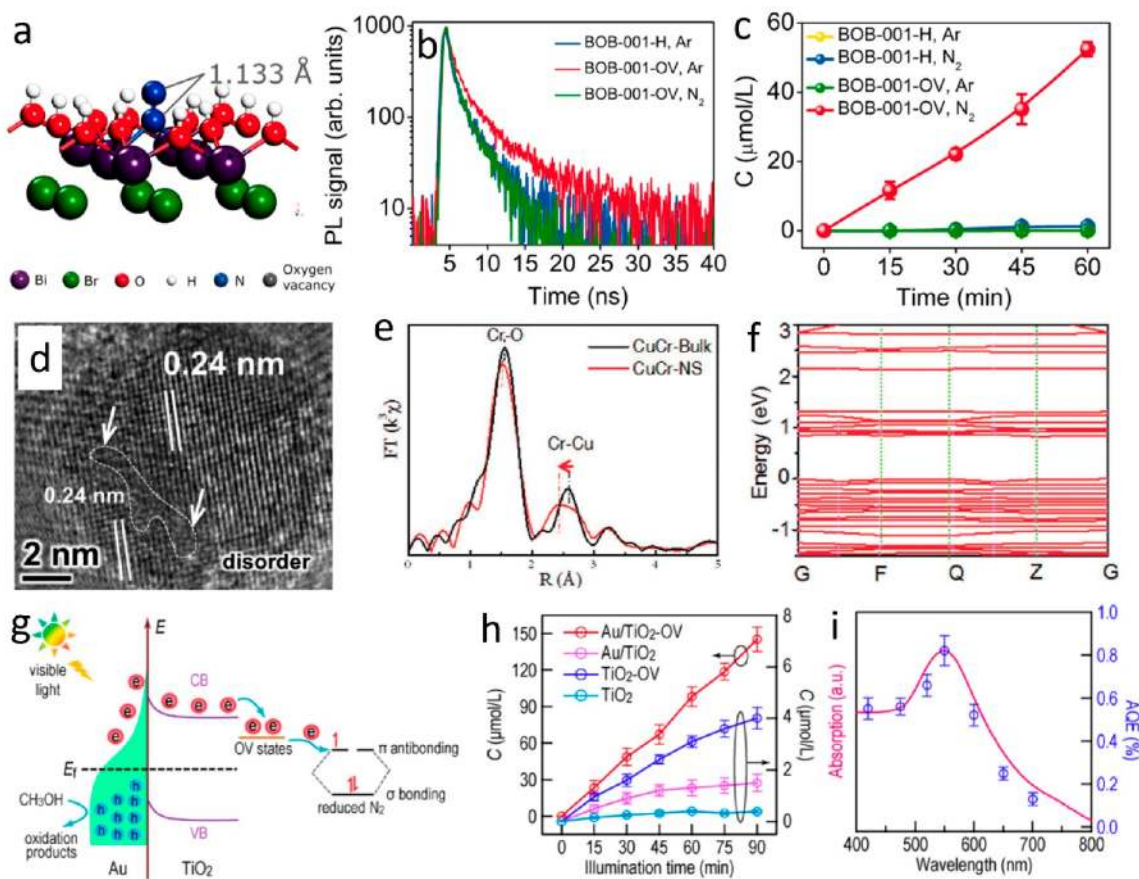 a
1.133 Å
Bi
Br
O
H
N
Oxygen
vacancy
b
PL signal (arb. units)
1000
100
10
BOB-001-H, Ar
BOB-001-OV, Ar
BOB-001-OV, N2
5 10 15 20 25 30 35 40
Time (ns)
c
C (μmol/L)
60
40
20
0
BOB-001-H, Ar
BOB-001-H, N2
BOB-001-OV, Ar
BOB-001-OV, N2
0 15 30 45 60
Time (min)
d
0.24 nm
0.24 nm
2 nm
disorder
e
FT (k³χ)
Cr-O
CuCr-Bulk
CuCr-NS
Cr-Cu
0 1 2 3 4 5
R (Å)
f
Energy (eV)
3
2
1
0
-1
G F Q Z G
g
visible
light
E
CB
e e e e e e e e
OV states
π antibonding
σ bonding
reduced N2
Ef
h h h h h h h h
CH3OH
oxidation
products
VB
Au TiO2
h
C (μmol/L)
150
120
90
60
30
0
Au/TiO2-OV
Au/TiO2
TiO2-OV
TiO2
8
6
4
2
0
C (μmol/L)
0 15 30 45 60 75 90
Illumination time (min)
i
Absorption (a.u.)
1.0
0.8
0.6
0.4
0.2
0.0
AQE (%)
400 500 600 700 800
Wavelength (nm)